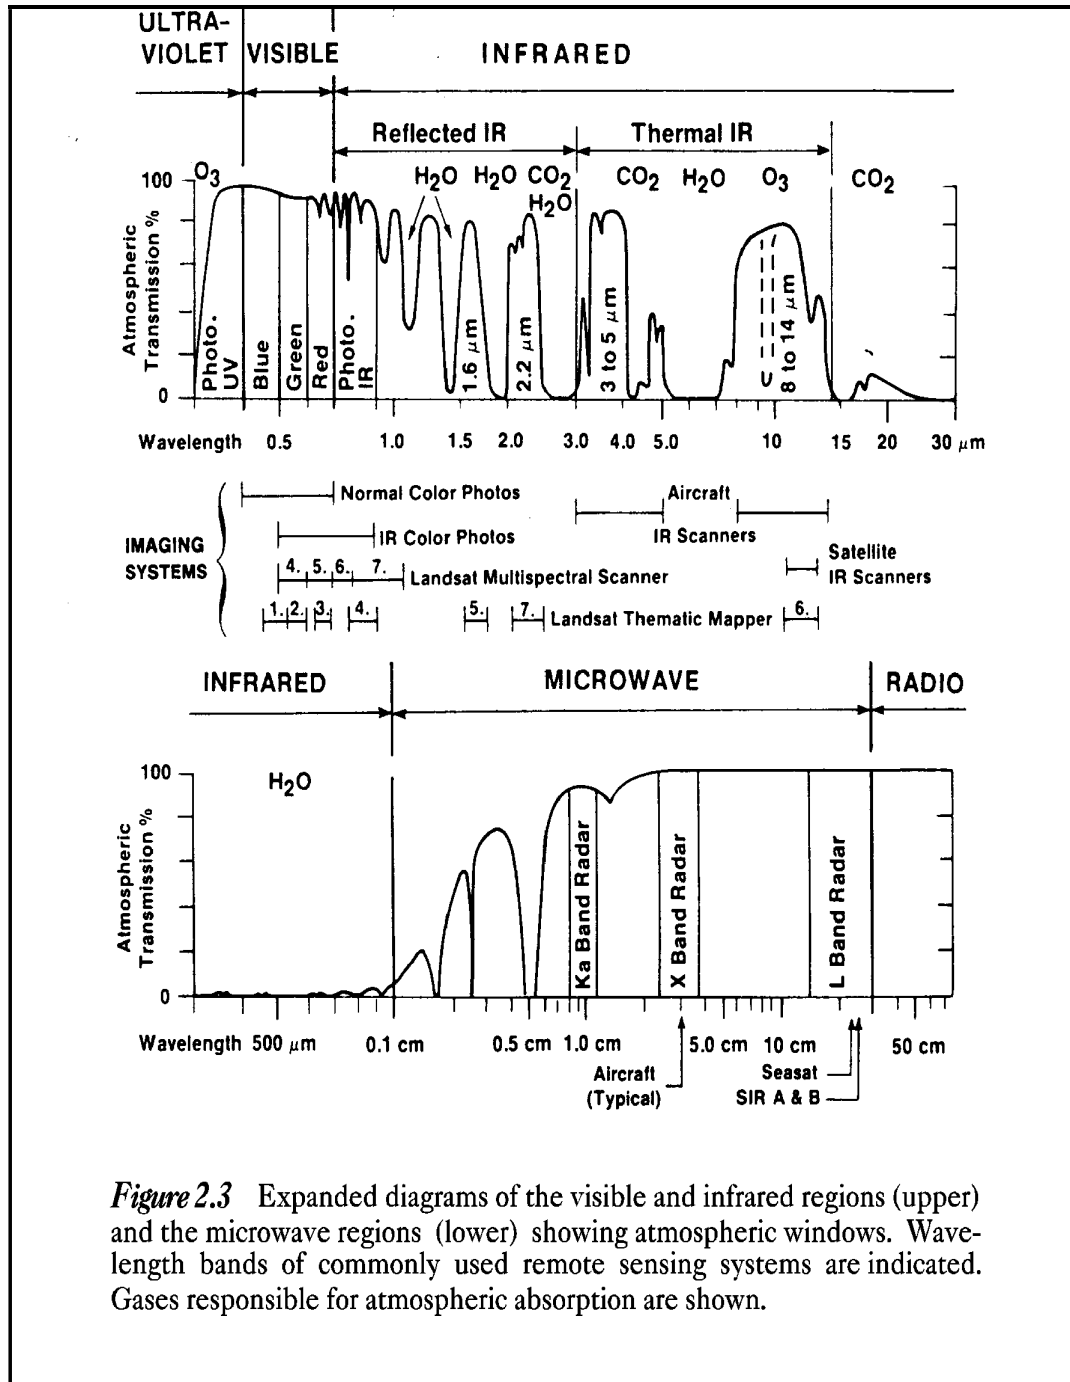 ULTRA-
VIOLET VISIBLE INFRARED
Reflected IR Thermal IR
O3 H2O H2O CO2 CO2 H2O O3 CO2
H2O
100
0
Atmospheric
Transmission %
Photo.
UV
Blue
Green
Red
Photo.
IR
1.6 μm
2.2 μm
3 to 5 μm
8 to 14 μm
Wavelength 0.5 1.0 1.5 2.0 3.0 4.0 5.0 10 15 20 30 μm
IMAGING
SYSTEMS
Normal Color Photos
Aircraft
IR Scanners
IR Color Photos
Satellite
IR Scanners
4. 5. 6. 7. Landsat Multispectral Scanner
1. 2. 3. 4. 5. 7. Landsat Thematic Mapper 6.
INFRARED MICROWAVE RADIO
100
0
H2O
Atmospheric
Transmission %
Ka Band Radar
X Band Radar
L Band Radar
Wavelength 500 μm 0.1 cm 0.5 cm 1.0 cm 5.0 cm 10 cm 50 cm
Aircraft
(Typical)
Seasat
SIR A & B
Figure 2.3 Expanded diagrams of the visible and infrared regions (upper)
and the microwave regions (lower) showing atmospheric windows. Wave-
length bands of commonly used remote sensing systems are indicated.
Gases responsible for atmospheric absorption are shown.